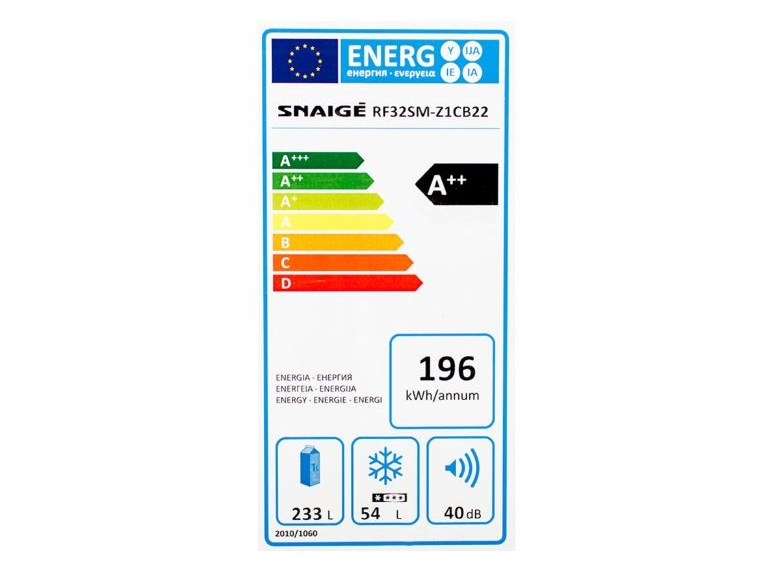 ENERG Y IJA IE IA
енергия · ενεργεια
SNAIGĖ RF32SM-Z1CB22
A+++
A++
A+
A
B
C
D
A++
196
kWh/annum
ENERGIA · ЕНЕРГИЯ
ΕΝΕΡΓΕΙΑ · ENERGIJA
ENERGY · ENERGIE · ENERGI
1L
233 L
54 L
40 dB
2010/1060